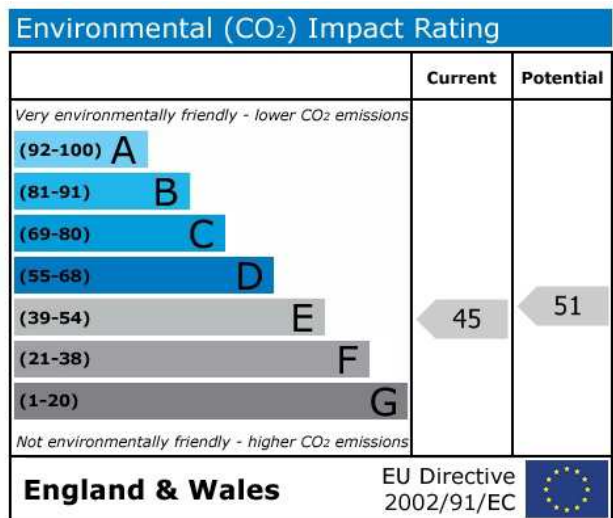 Environmental (CO₂) Impact Rating
Current Potential
Very environmentally friendly - lower CO₂ emissions
(92-100) A
(81-91) B
(69-80) C
(55-68) D
(39-54) E
45
51
(21-38) F
(1-20) G
Not environmentally friendly - higher CO₂ emissions
England & Wales
EU Directive
2002/91/EC